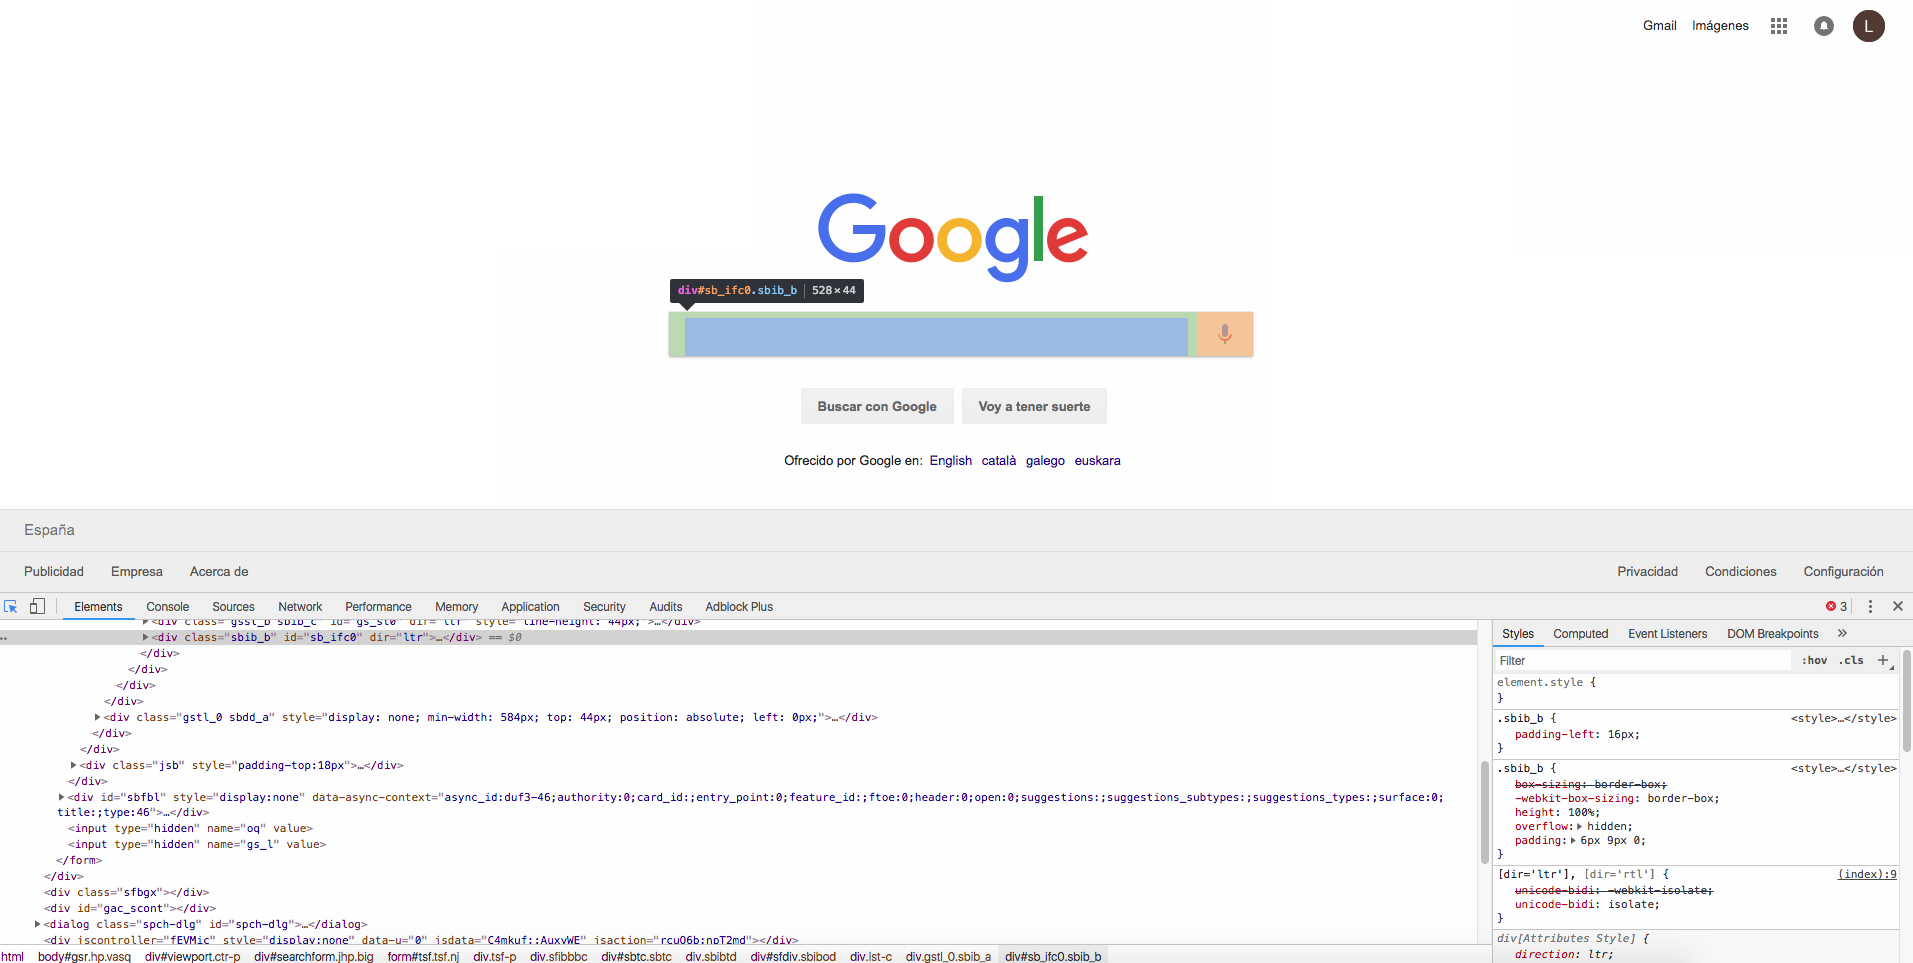 Gmail Imágenes L
Google
div#sb_ifc0.sbib_b | 528 × 44
Buscar con Google Voy a tener suerte
Ofrecido por Google en: English català galego euskara
España
Publicidad Empresa Acerca de Privacidad Condiciones Configuración
Elements Console Sources Network Performance Memory Application Security Audits Adblock Plus 3
<div class="gsst_b sbib_c" id="gs_st0" dir="ltr" style="line-height: 44px;">…</div>
<div class="sbib_b" id="sb_ifc0" dir="ltr">…</div> == $0
</div>
</div>
</div>
</div>
<div class="gstl_0 sbdd_a" style="display: none; min-width: 584px; top: 44px; position: absolute; left: 0px;">…</div>
</div>
</div>
<div class="jsb" style="padding-top:18px">…</div>
</div>
<div id="sbfbl" style="display:none" data-async-context="async_id:duf3-46;authority:0;card_id:;entry_point:0;feature_id:;ftoe:0;header:0;open:0;suggestions:;suggestions_subtypes:;suggestions_types:;surface:0;
title:;type:46">…</div>
<input type="hidden" name="oq" value>
<input type="hidden" name="gs_l" value>
</form>
</div>
<div class="sfbgx"></div>
<div id="gac_scont"></div>
<dialog class="spch-dlg" id="spch-dlg">…</dialog>
<div jscontroller="fEVMic" style="display:none" data-u="0" jsdata="C4mkuf;;AuxyWE" jsaction="rcuQ6b:npT2md"></div>
html body#gsr.hp.vasq div#viewport.ctr-p div#searchform.jhp.big form#tsf.tsf.nj div.tsf-p div.sfibbbc div#sbtc.sbtc div.sbibtd div#sfdiv.sbibod div.lst-c div.gstl_0.sbib_a div#sb_ifc0.sbib_b
Styles Computed Event Listeners DOM Breakpoints »
Filter :hov .cls +
element.style {
}
.sbib_b { <style>…</style>
padding-left: 16px;
}
.sbib_b { <style>…</style>
box-sizing: border-box;
-webkit-box-sizing: border-box;
height: 100%;
overflow: hidden;
padding: 6px 9px 0;
}
[dir='ltr'], [dir='rtl'] { (index):9
unicode-bidi: -webkit-isolate;
unicode-bidi: isolate;
}
div[Attributes Style] {
direction: ltr;